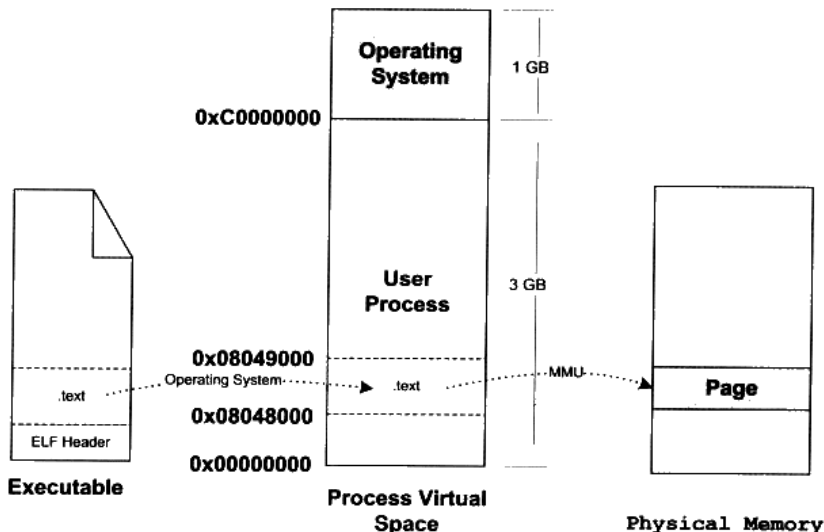 Operating
System
1 GB
0xC0000000
User
Process
3 GB
0x08049000
.text
Operating System
.text
MMU
Page
0x08048000
ELF Header
0x00000000
Executable
Process Virtual
Space
Physical Memory